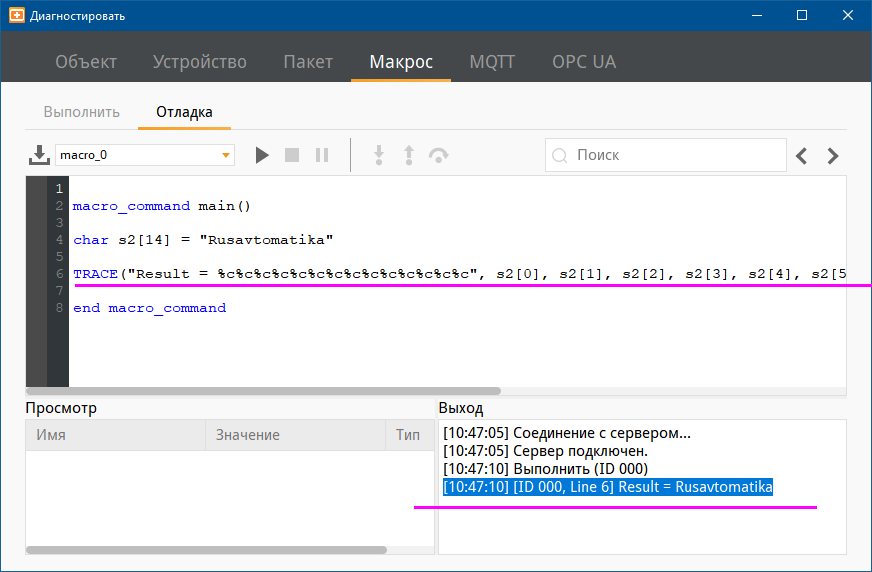 Диагностировать
Объект Устройство Пакет Макрос MQTT OPC UA
Выполнить Отладка
macro_0 Поиск
1
2 macro_command main()
3
4 char s2[14] = "Rusavtomatika"
5
6 TRACE("Result = %c%c%c%c%c%c%c%c%c%c%c%c%c%c", s2[0], s2[1], s2[2], s2[3], s2[4], s2[5
7
8 end macro_command
Просмотр
Имя Значение Тип
Выход
[10:47:05] Соединение с сервером...
[10:47:05] Сервер подключен.
[10:47:10] Выполнить (ID 000)
[10:47:10] [ID 000, Line 6] Result = Rusavtomatika